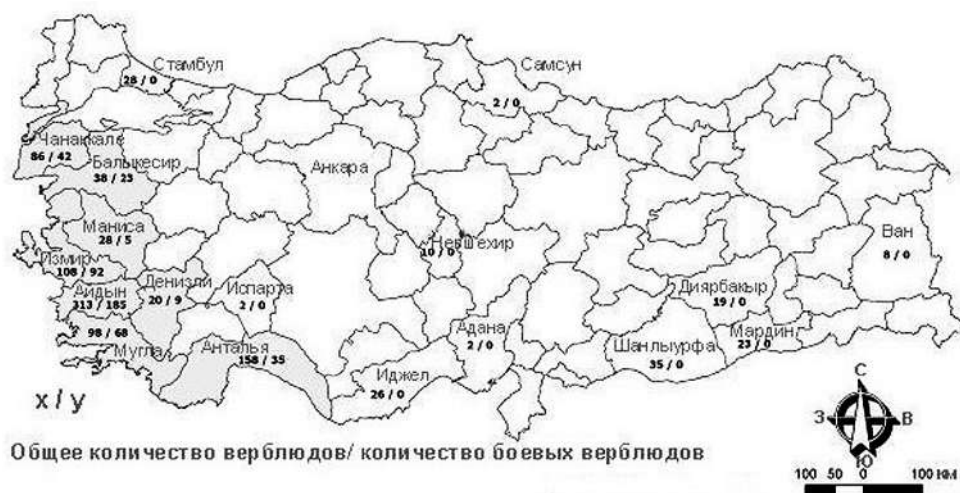 Стамбул
28 / 0
Самсун
2 / 0
Чанаккале
86 / 42
Балыкесир
38 / 23
Анкара
Маниса
28 / 5
Невшехир
10 / 0
Ван
8 / 0
Измир
108 / 92
Денизли
20 / 9
Испарта
2 / 0
Диярбакыр
19 / 0
Айдын
313 / 185
98 / 68
Мугла
Анталья
158 / 35
Адана
2 / 0
Шанлыурфа
35 / 0
Мардин
23 / 0
Иджел
26 / 0
х / у
С
З В
Ю
Общее количество верблюдов/ количество боевых верблюдов
100 50 0 100 км